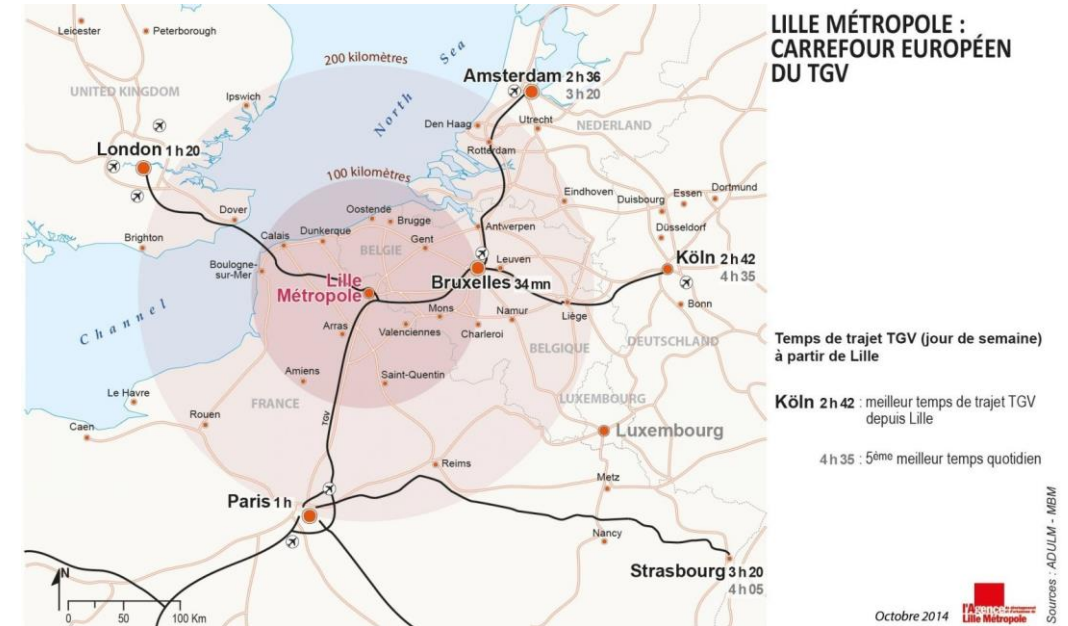 LILLE MÉTROPOLE :
CARREFOUR EUROPÉEN
DU TGV
Leicester
Peterborough
UNITED KINGDOM
Ipswich
London 1 h 20
Dover
Brighton
Channel
North
Sea
200 kilomètres
100 kilomètres
Amsterdam 2 h 36
3 h 20
Den Haag
Utrecht
NEDERLAND
Rotterdam
Eindhoven
Duisburg
Essen
Dortmund
Düsseldorf
Köln 2 h 42
4 h 35
Bonn
Oostende
Brugge
Dunkerque
Calais
BELGIE
Gent
Antwerpen
Boulogne-
sur-Mer
Lille
Métropole
Bruxelles 34 mn
Leuven
Mons
Namur
Liège
Arras
Valenciennes
Charleroi
BELGIQUE
DEUTSCHLAND
Amiens
Saint-Quentin
FRANCE
LUXEMBOURG
Luxembourg
Le Havre
Rouen
Caen
TGV
Reims
Metz
Paris 1 h
Nancy
Strasbourg 3 h 20
4 h 05
N
0 50 100 Km
Temps de trajet TGV (jour de semaine)
à partir de Lille
Köln 2 h 42 : meilleur temps de trajet TGV
depuis Lille
4 h 35 : 5ème meilleur temps quotidien
Octobre 2014
l'Agence
Lille Métropole
Sources : ADULM - MBM